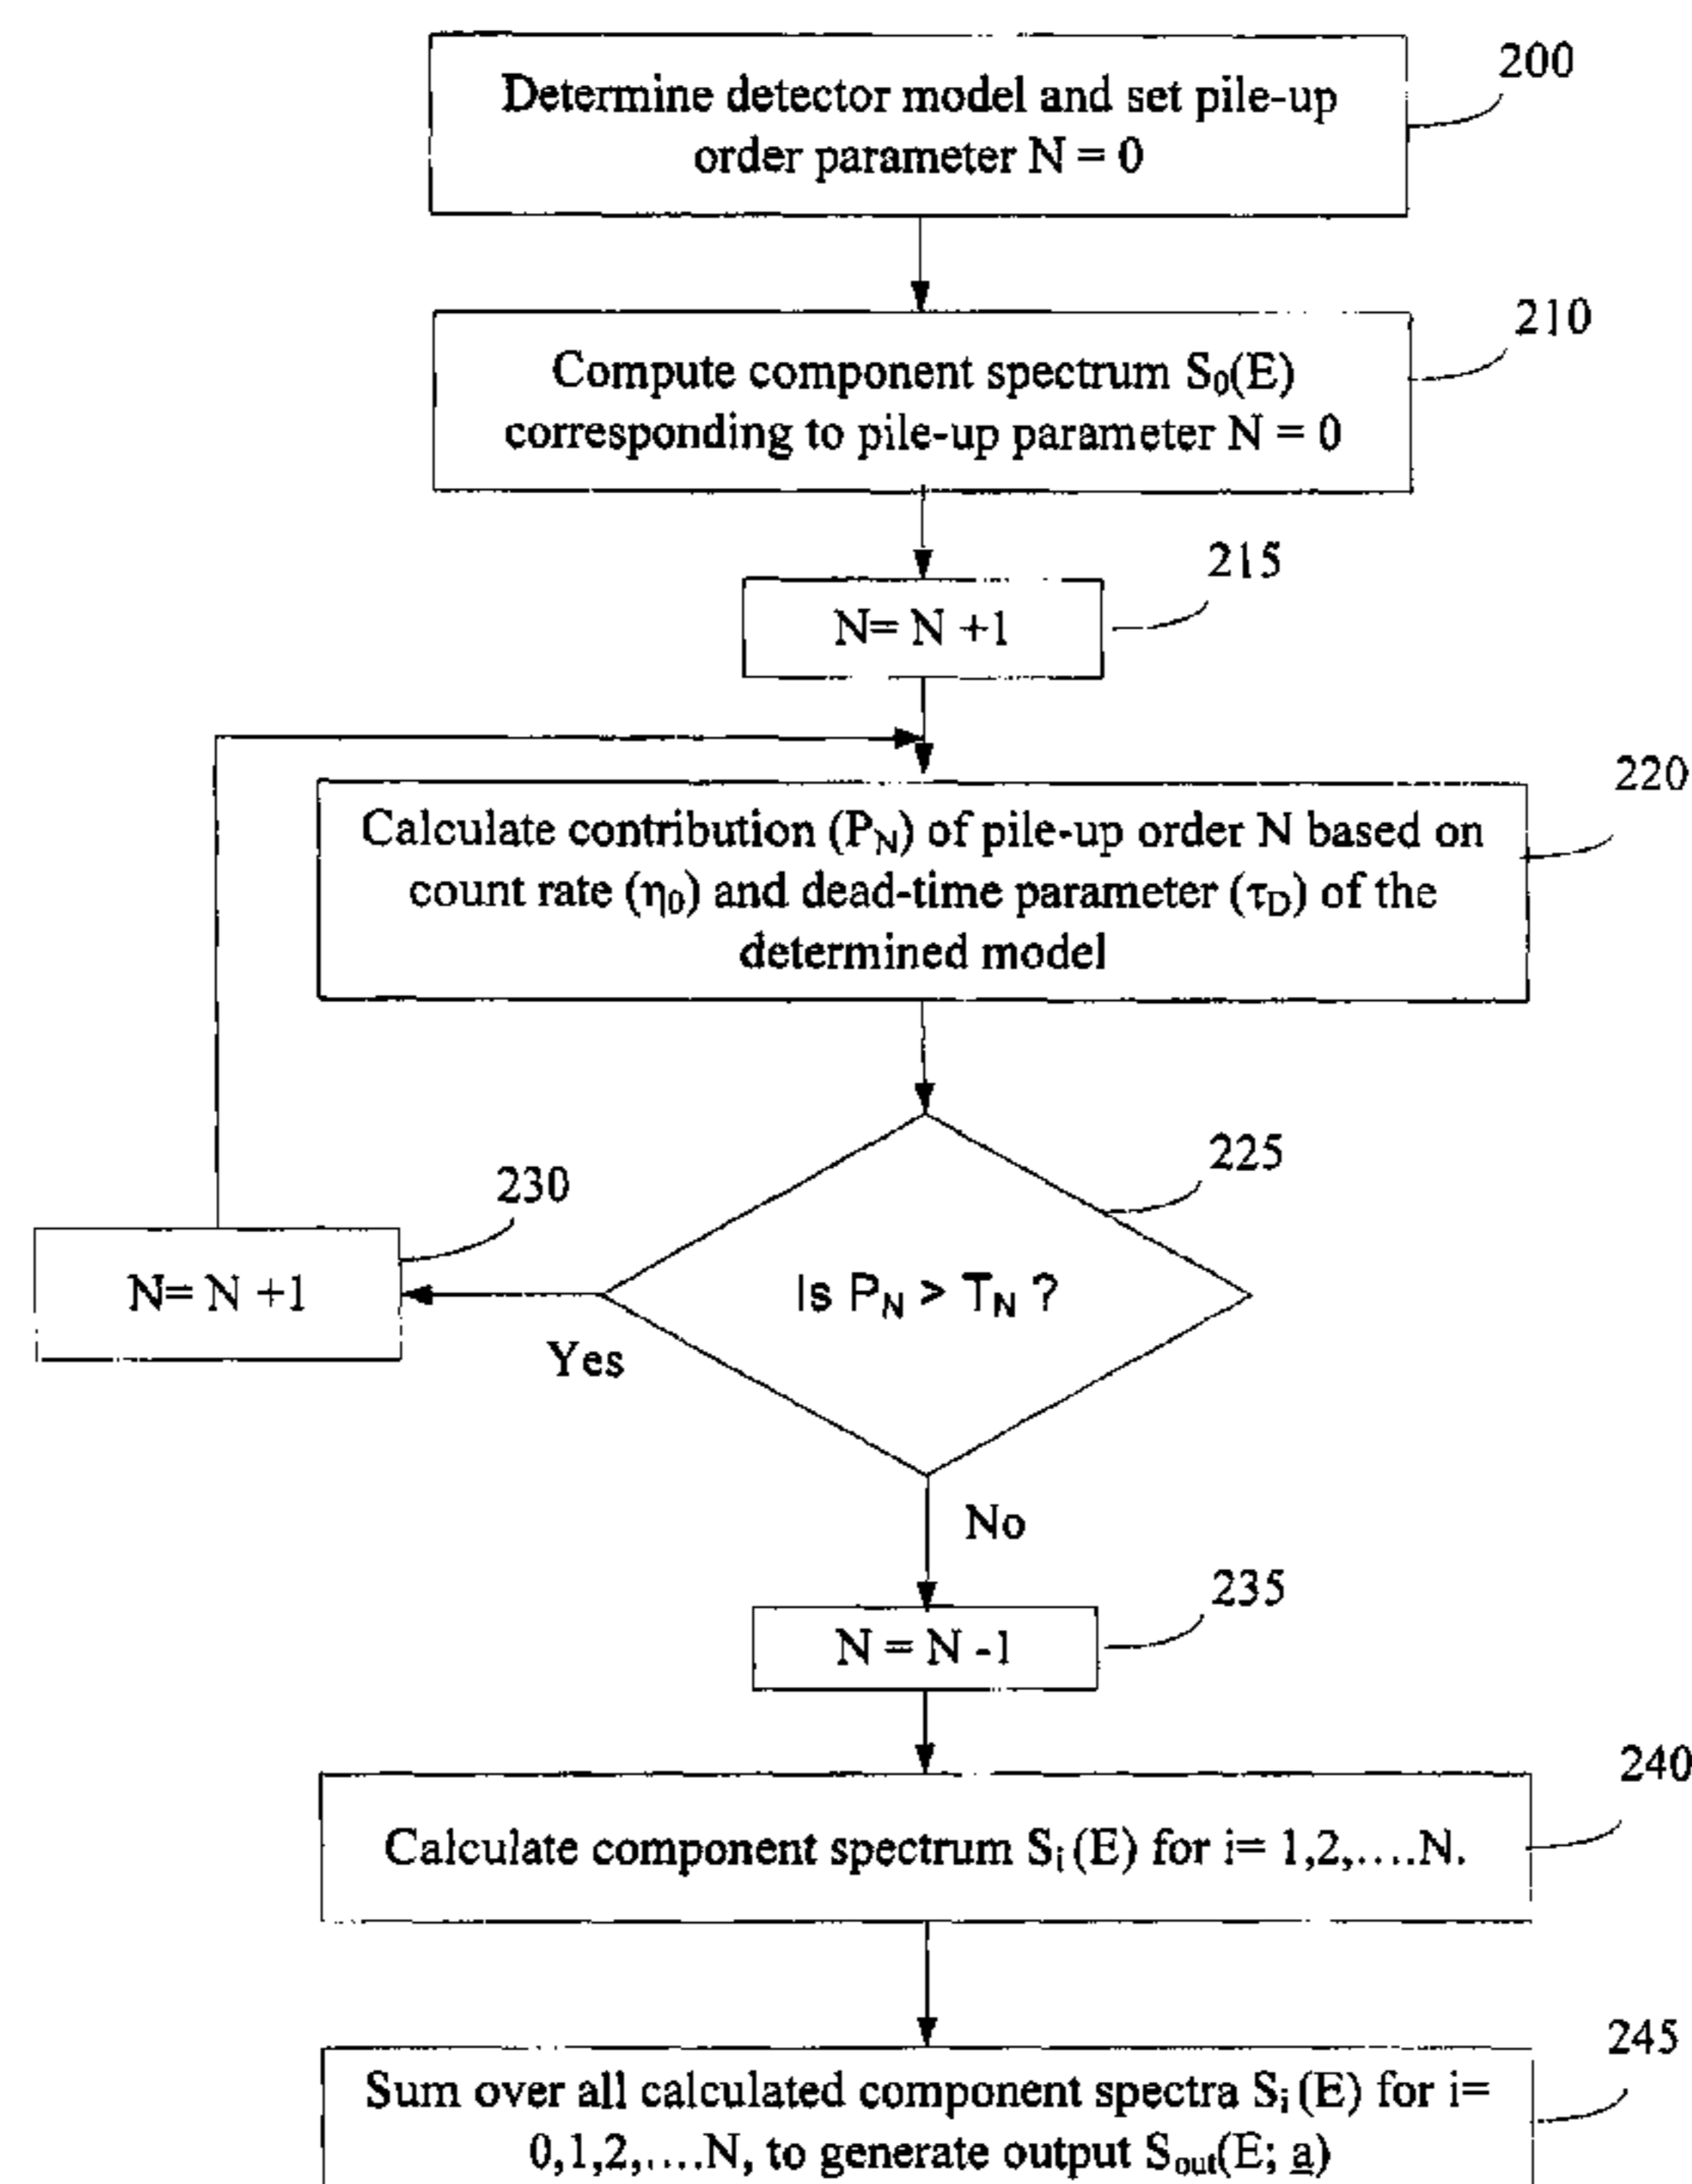 200
Determine detector model and set pile-up
order parameter N = 0
210
Compute component spectrum S₀(E)
corresponding to pile-up parameter N = 0
215
N= N +1
220
Calculate contribution (P_N) of pile-up order N based on
count rate (η₀) and dead-time parameter (τ_D) of the
determined model
225
230
Is P_N > T_N ?
N= N +1
Yes
No
235
N = N -1
240
Calculate component spectrum Sᵢ (E) for i= 1,2,....N.
245
Sum over all calculated component spectra Sᵢ (E) for i=
0,1,2,....N, to generate output S_out(E; a)